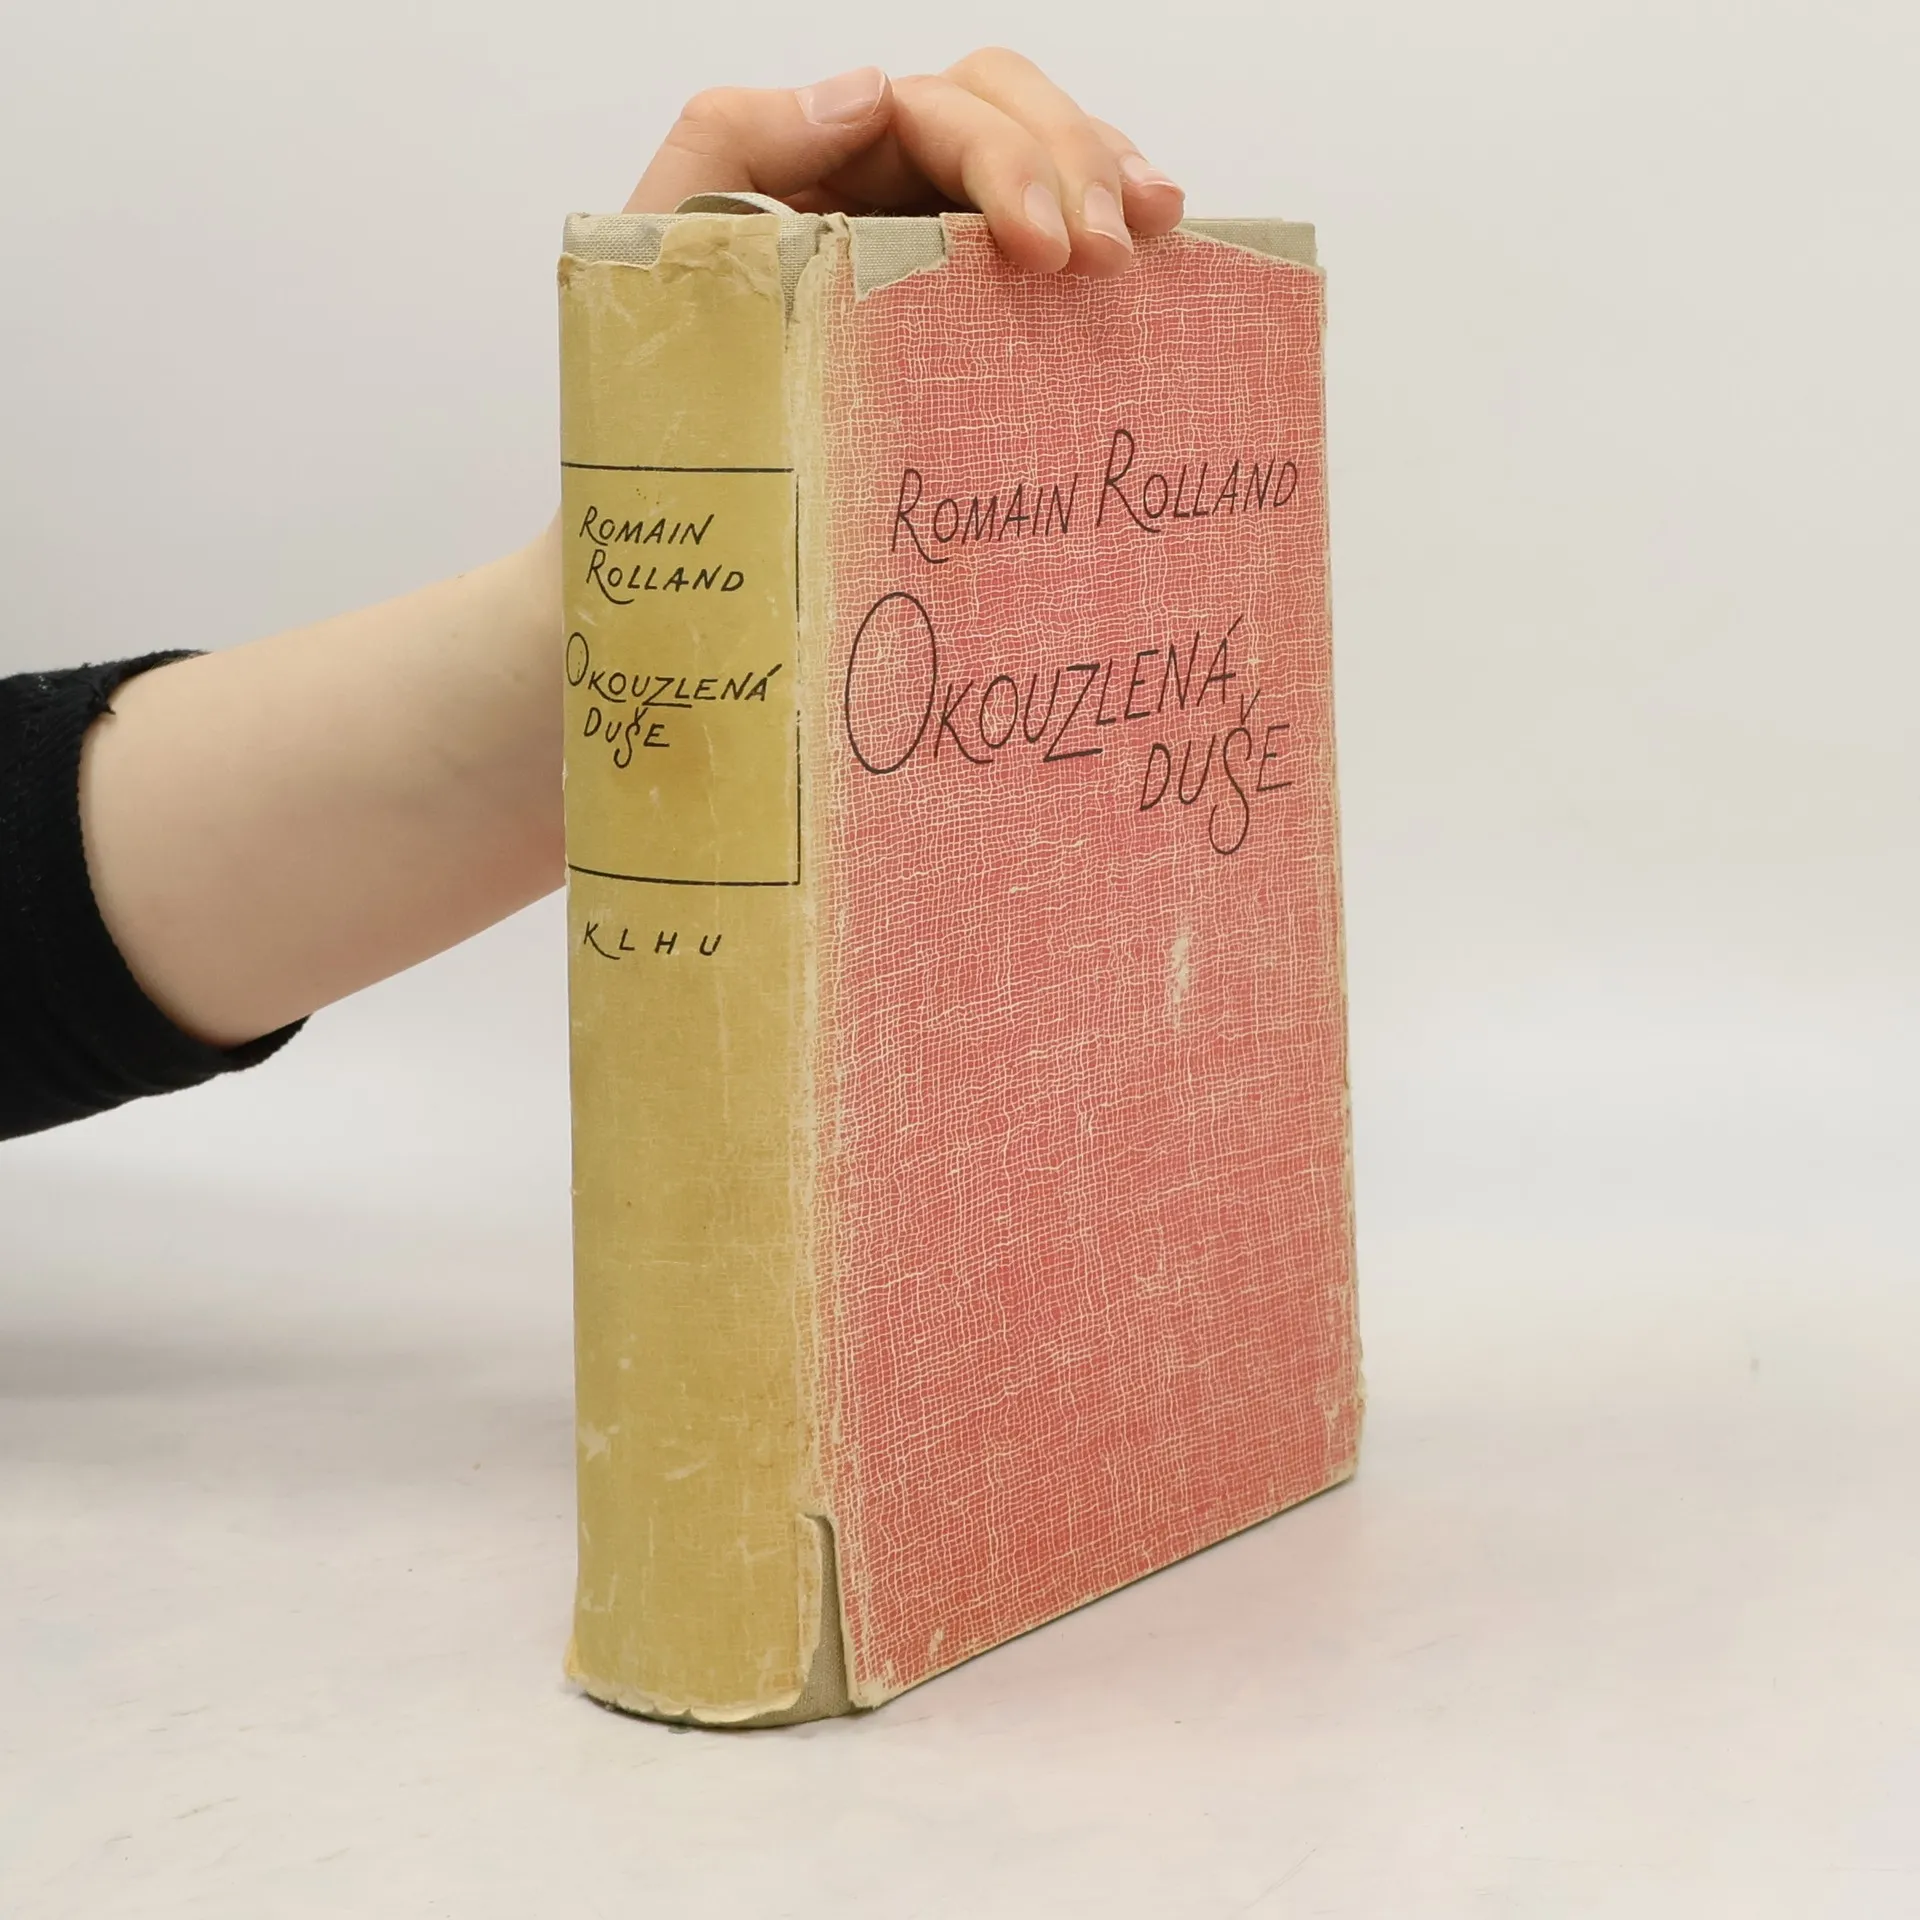 ROMAIN
ROLLAND
OKOUZLENÁ
DUŠE
KLHU
ROMAIN ROLLAND
OKOUZLENÁ
DUŠE